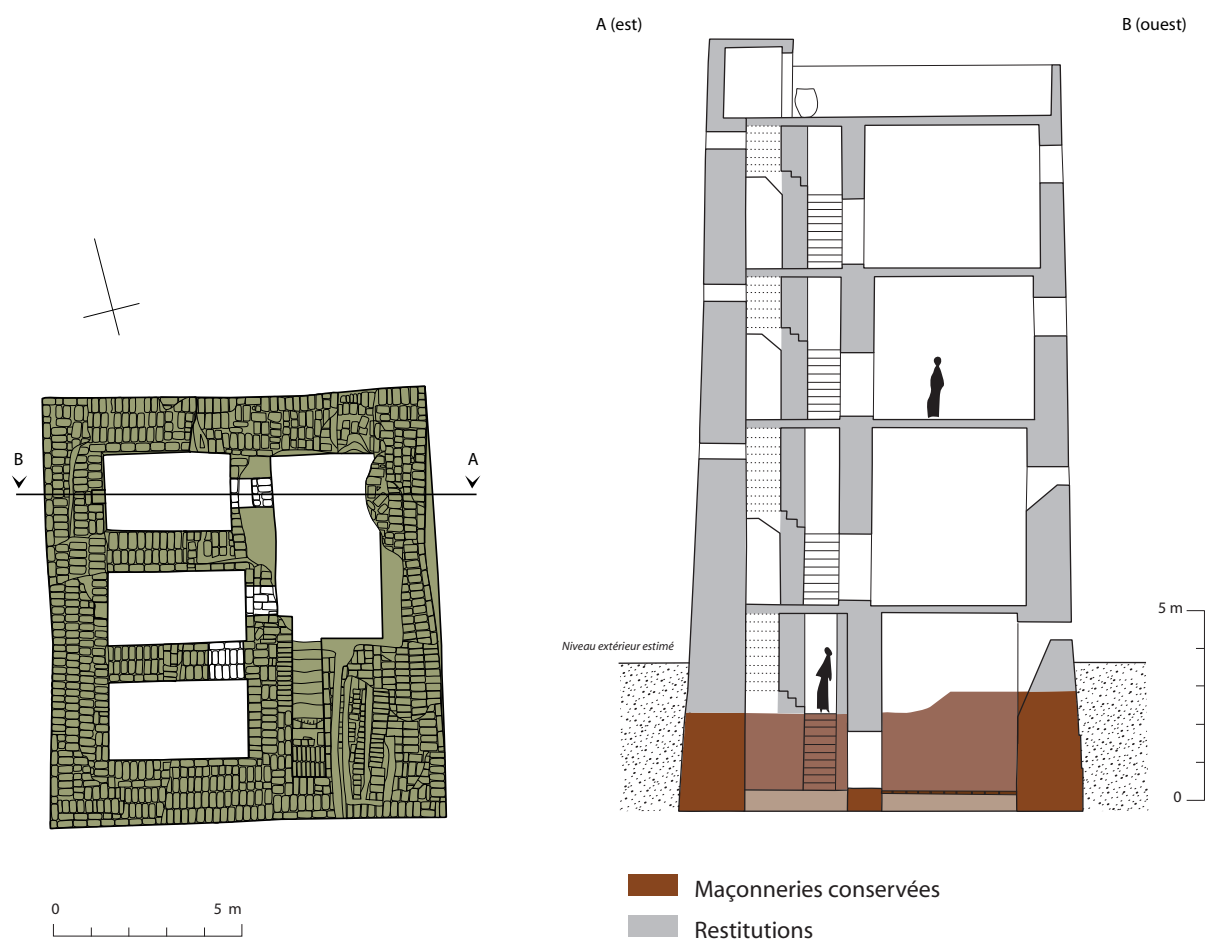 A (est)
B (ouest)
B
A
Niveau extérieur estimé
5 m
0
0
5 m
Maçonneries conservées
Restitutions